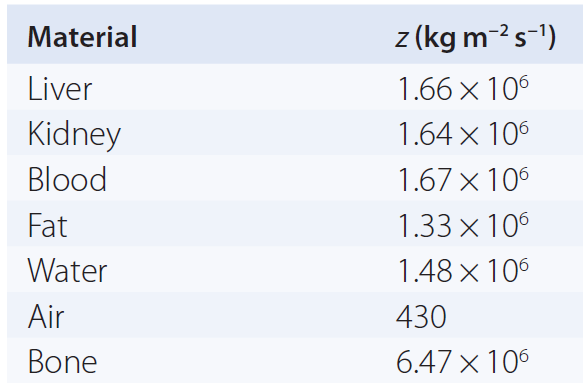 Material z (kg m⁻² s⁻¹)
Liver 1.66 × 10⁶
Kidney 1.64 × 10⁶
Blood 1.67 × 10⁶
Fat 1.33 × 10⁶
Water 1.48 × 10⁶
Air 430
Bone 6.47 × 10⁶